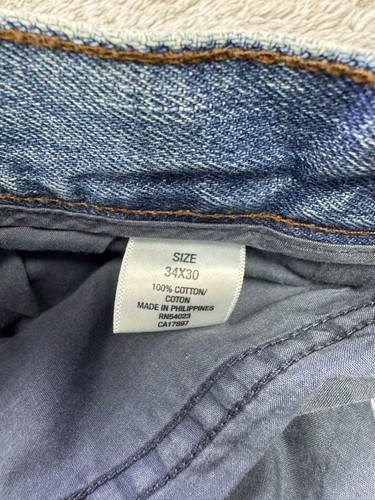 SIZE
34X30
100% COTTON/
COTON
MADE IN PHILIPPINES
RN54023
CA17897